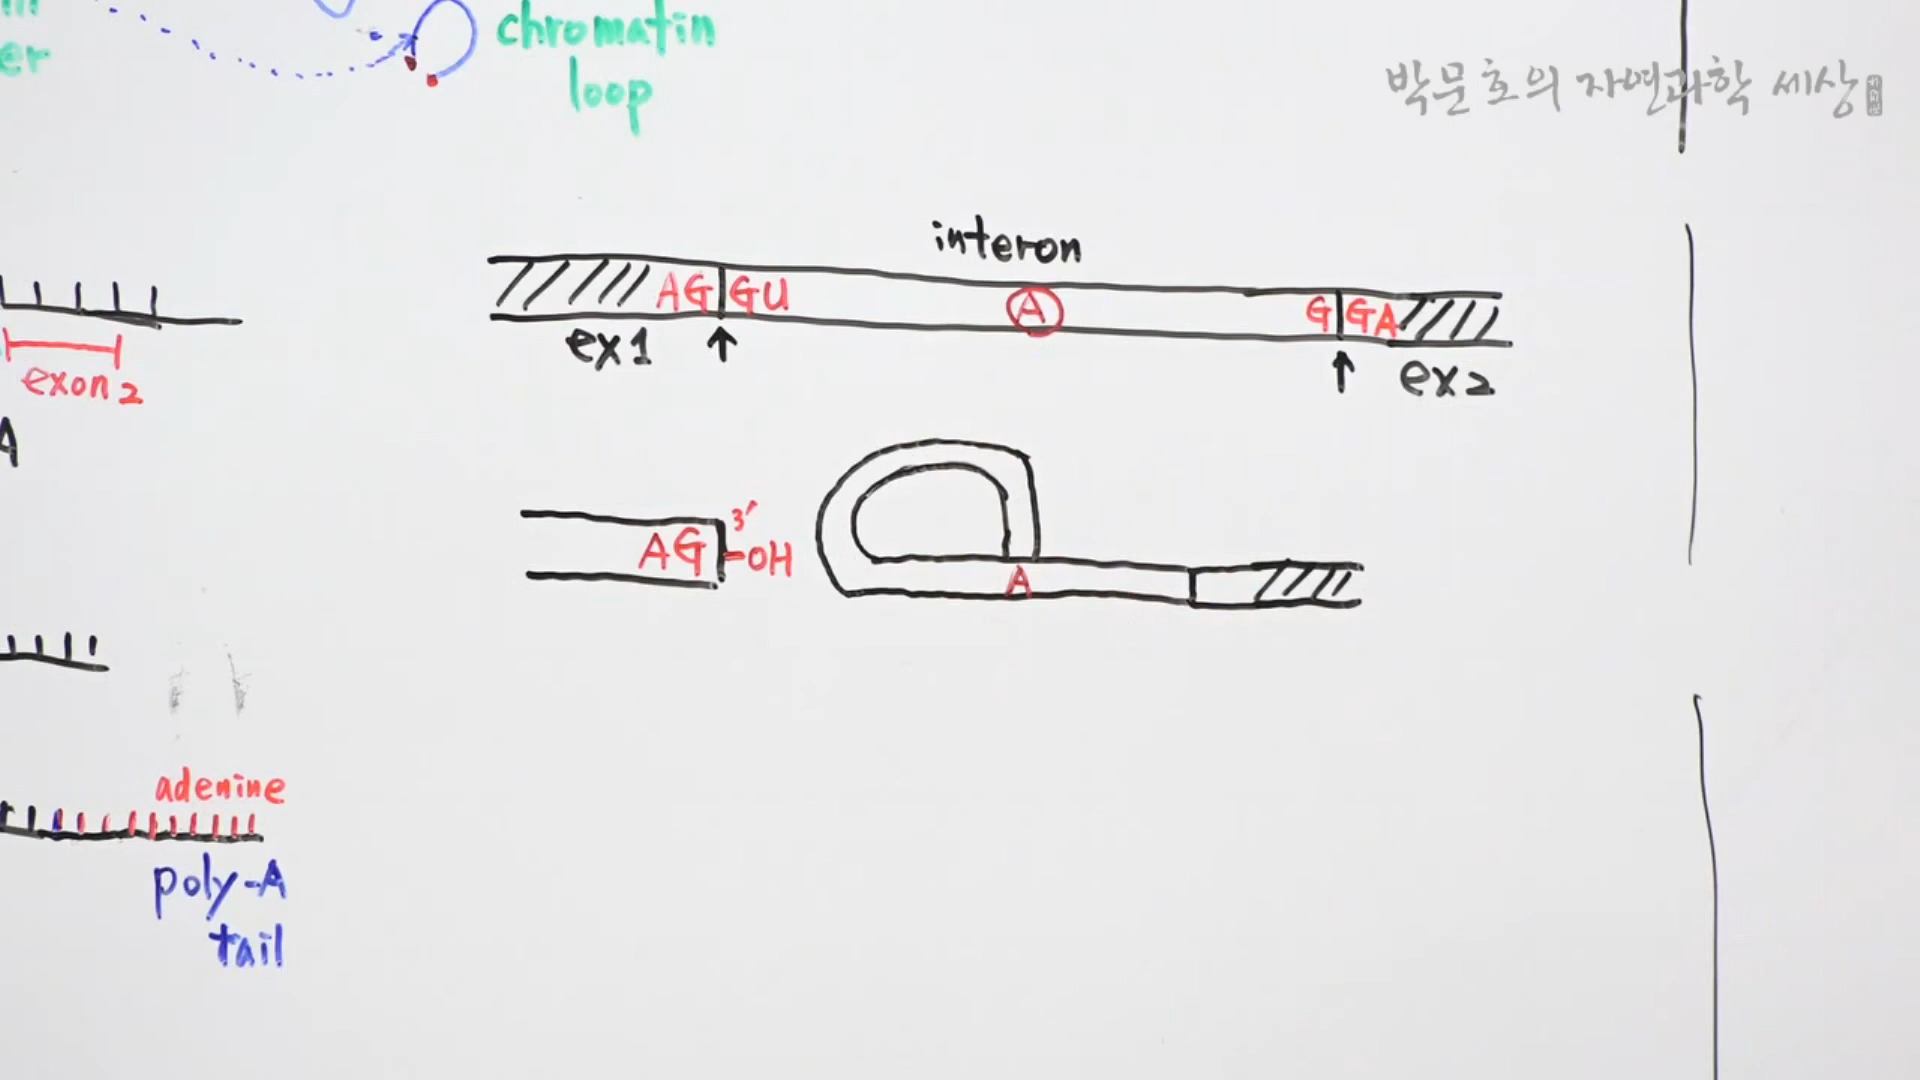 er
chromatin
loop
박문호의 자연과학 세상
interon
AG GU A G GA
ex1 ex2
exon2
A
3'
AG -OH
A
adenine
poly-A
tail